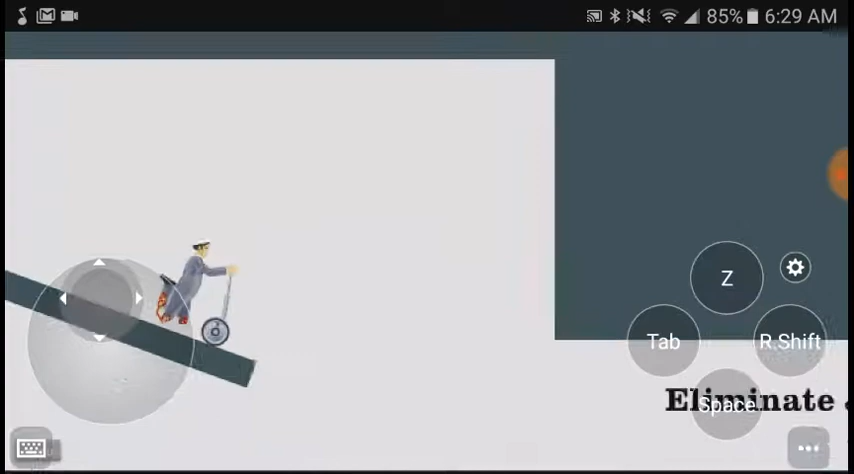 85% 6:29 AM
Z
Tab
R.Shift
Space
Eliminate